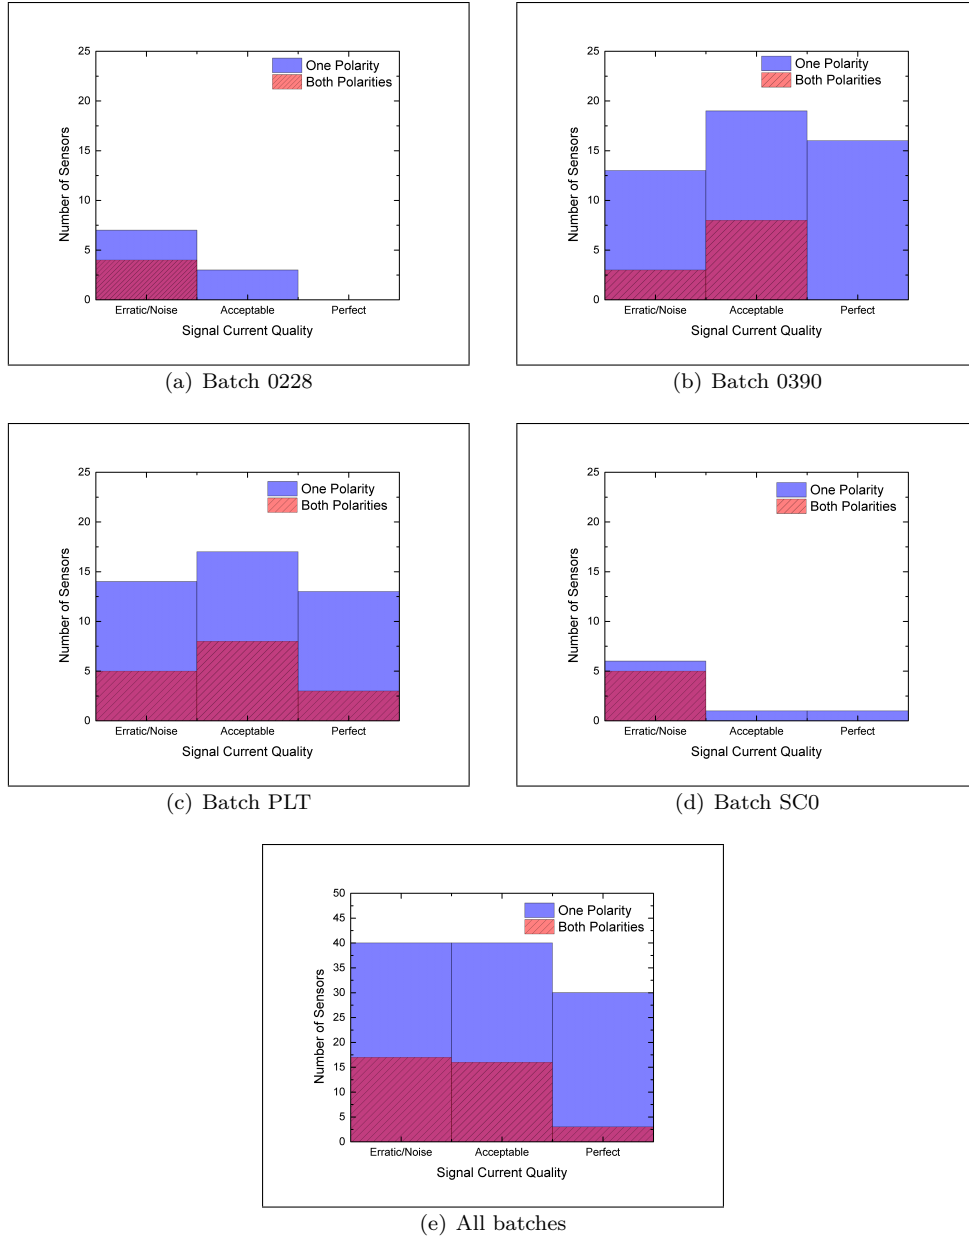 25
20
15
10
5
0
Number of Sensors
One Polarity
Both Polarities
Erratic/Noise Acceptable Perfect
Signal Current Quality
(a) Batch 0228
25
20
15
10
5
0
Number of Sensors
One Polarity
Both Polarities
Erratic/Noise Acceptable Perfect
Signal Current Quality
(b) Batch 0390
25
20
15
10
5
0
Number of Sensors
One Polarity
Both Polarities
Erratic/Noise Acceptable Perfect
Signal Current Quality
(c) Batch PLT
25
20
15
10
5
0
Number of Sensors
One Polarity
Both Polarities
Erratic/Noise Acceptable Perfect
Signal Current Quality
(d) Batch SC0
50
45
40
35
30
25
20
15
10
5
0
Number of Sensors
One Polarity
Both Polarities
Erratic/Noise Acceptable Perfect
Signal Current Quality
(e) All batches